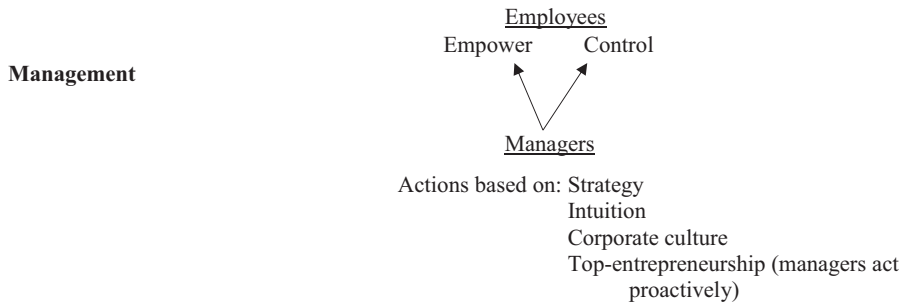 Employees
Empower Control
Management
Managers
Actions based on: Strategy
Intuition
Corporate culture
Top-entrepreneurship (managers act
proactively)